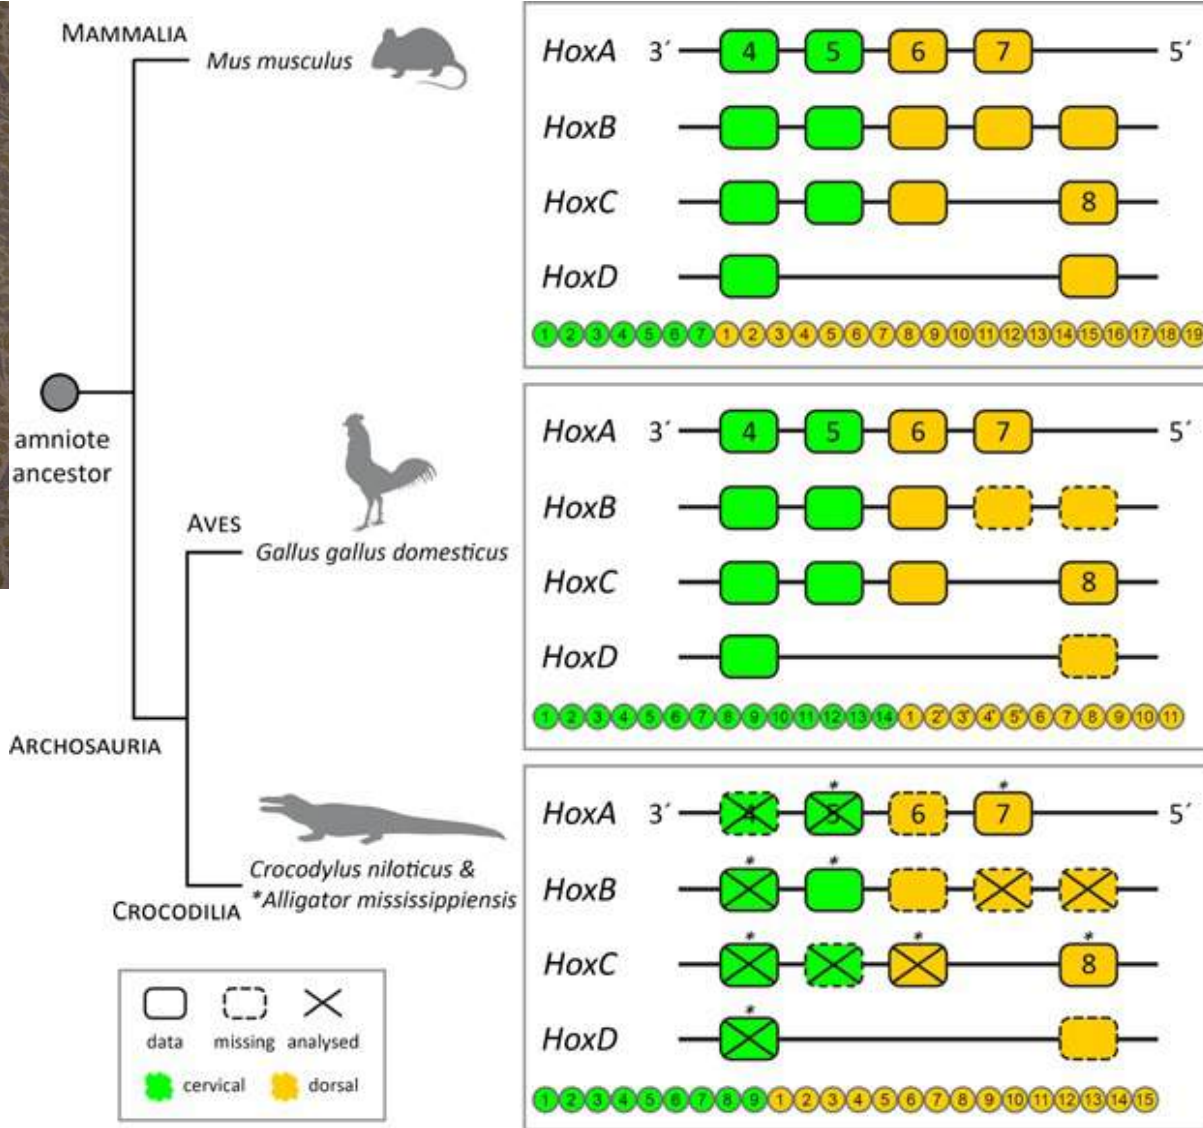 MAMMALIA
Mus musculus
HoxA 3´ 4 5 6 7 5´
HoxB
HoxC 8
HoxD
1 2 3 4 5 6 7 1 2 3 4 5 6 7 8 9 10 11 12 13 14 15 16 17 18 19
amniote
ancestor
AVES
Gallus gallus domesticus
HoxA 3´ 4 5 6 7 5´
HoxB
HoxC 8
HoxD
1 2 3 4 5 6 7 8 9 10 11 12 13 14 1 2* 3* 4* 5* 6 7 8 9 10 11
ARCHOSAURIA
Crocodylus niloticus &
*Alligator mississippiensis
CROCODILIA
* *
HoxA 3´ 4 5 6 7 5´
* *
HoxB
* * *
HoxC 8
*
HoxD
1 2 3 4 5 6 7 8 9 1 2 3 4 5 6 7 8 9 10 11 12 13 14 15
data missing analysed
cervical dorsal